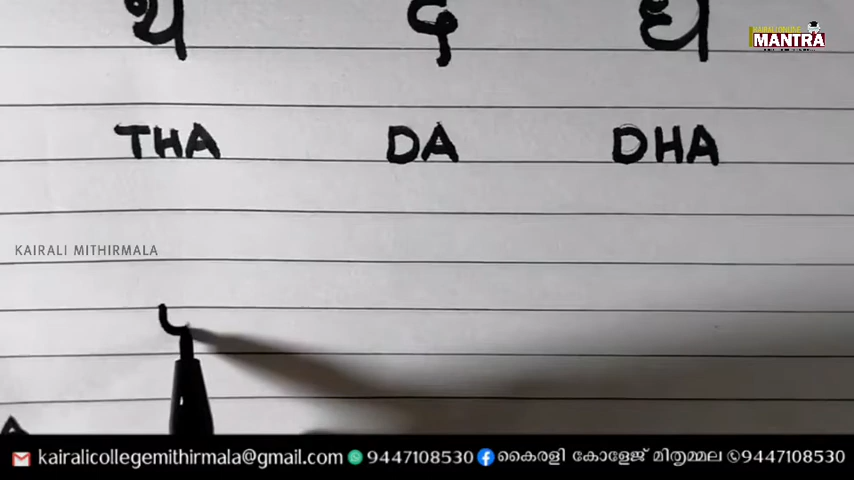 ഥ ദ ധ
KAIRALI MITHIRMALA
MANTRA
THA DA DHA
kairalicollegemithirmala@gmail.com 9447108530 കൈരളി കോളേജ് മിതൃമ്മല 9447108530